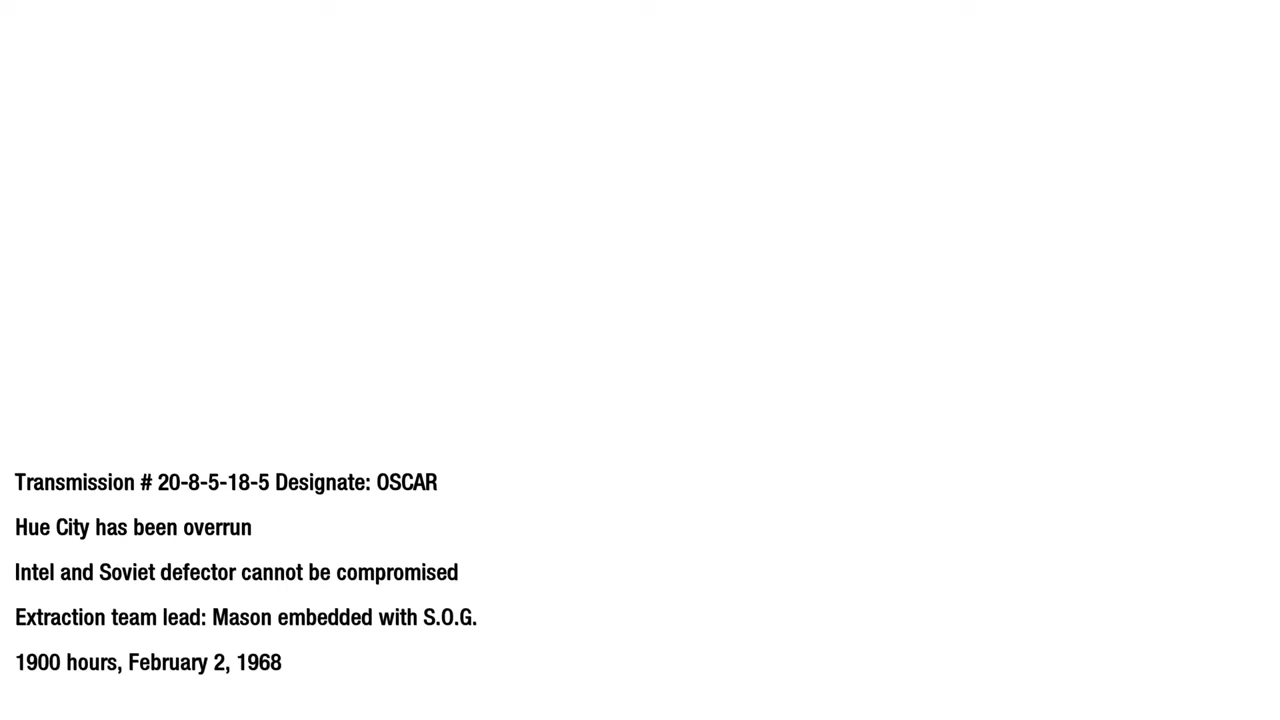 Transmission # 20-8-5-18-5 Designate: OSCAR
Hue City has been overrun
Intel and Soviet defector cannot be compromised
Extraction team lead: Mason embedded with S.O.G.
1900 hours, February 2, 1968